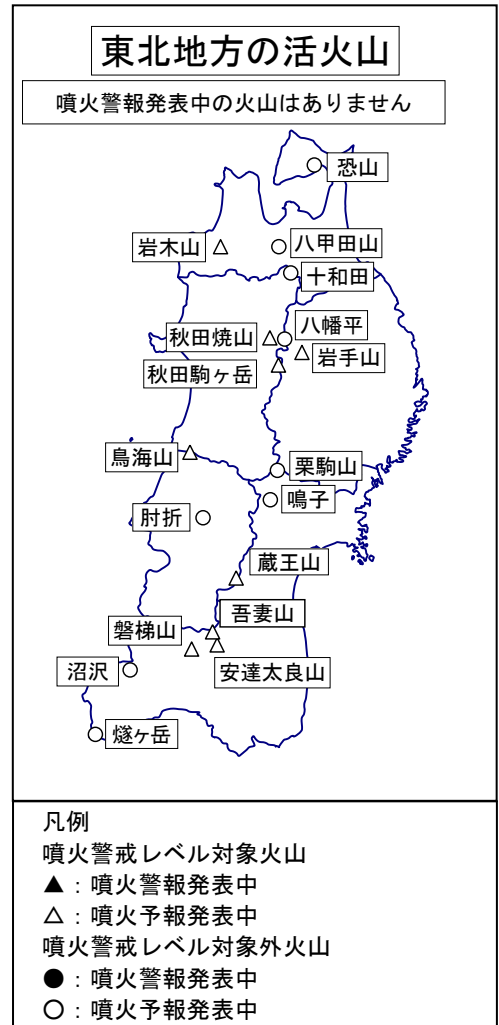 東北地方の活火山
噴火警報発表中の火山はありません
恐山
岩木山
八甲田山
十和田
秋田焼山
八幡平
岩手山
秋田駒ヶ岳
鳥海山
栗駒山
鳴子
肘折
蔵王山
吾妻山
磐梯山
安達太良山
沼沢
燧ヶ岳
凡例
噴火警戒レベル対象火山
▲：噴火警報発表中
△：噴火予報発表中
噴火警戒レベル対象外火山
●：噴火警報発表中
○：噴火予報発表中